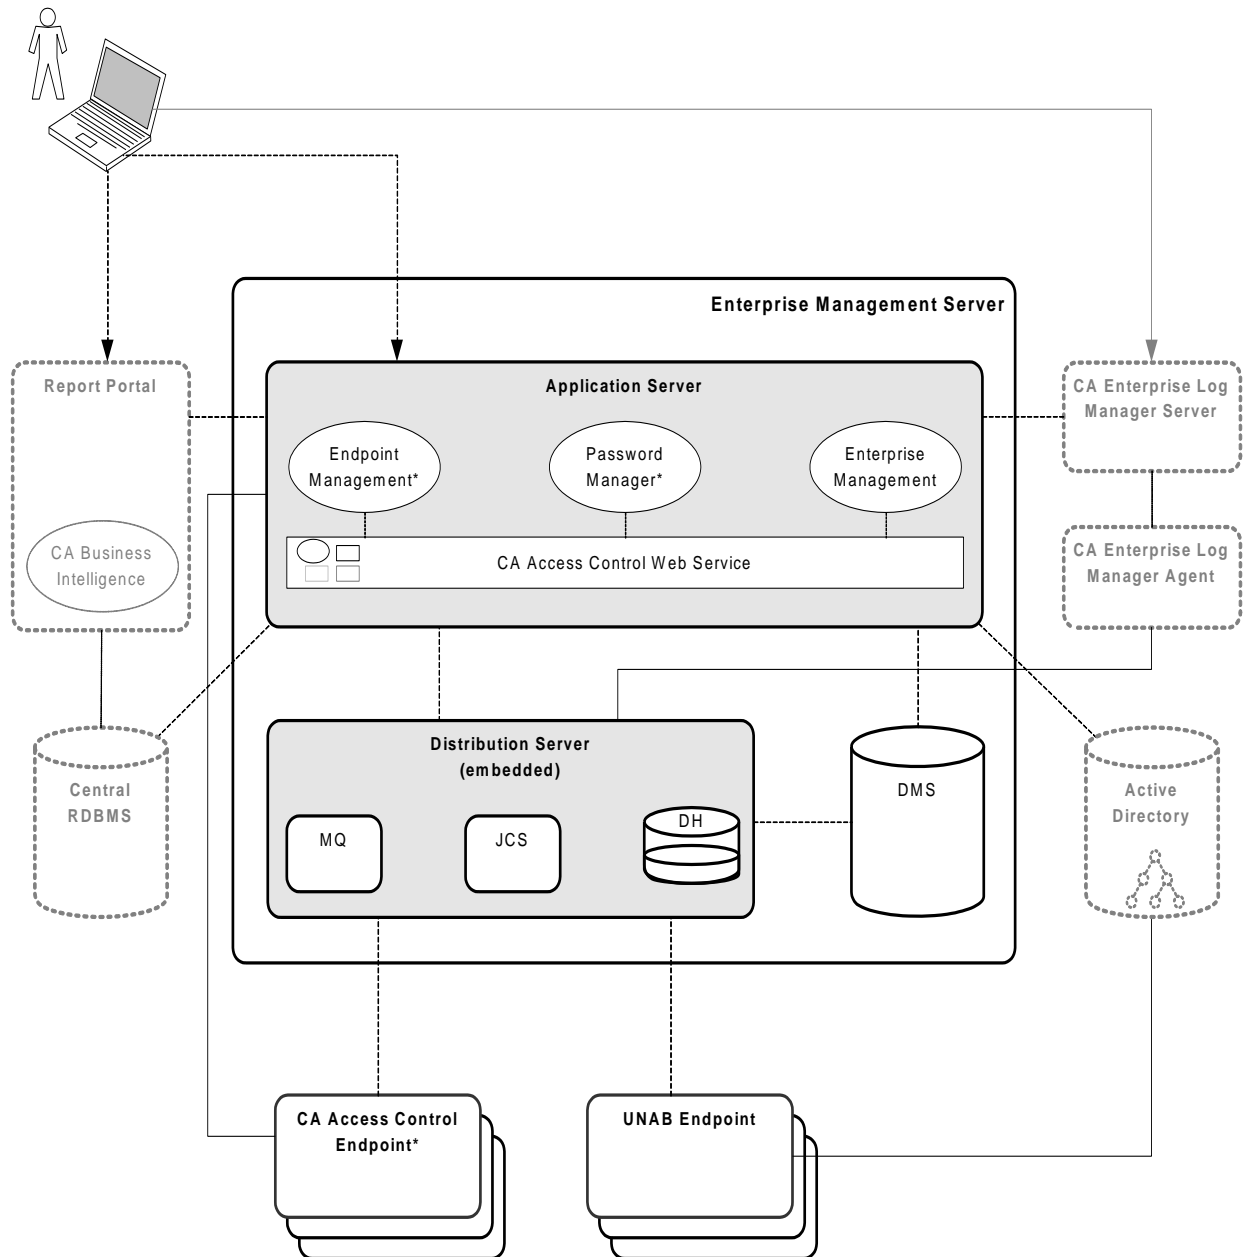 Enterprise Management Server
Report Portal
Application Server
CA Enterprise Log
Manager Server
Endpoint
Management*
Password
Manager*
Enterprise
Management
CA Business
Intelligence
CA Access Control Web Service
CA Enterprise Log
Manager Agent
Distribution Server
(embedded)
Central
RDBMS
MQ
JCS
DH
DMS
Active
Directory
CA Access Control
Endpoint*
UNAB Endpoint